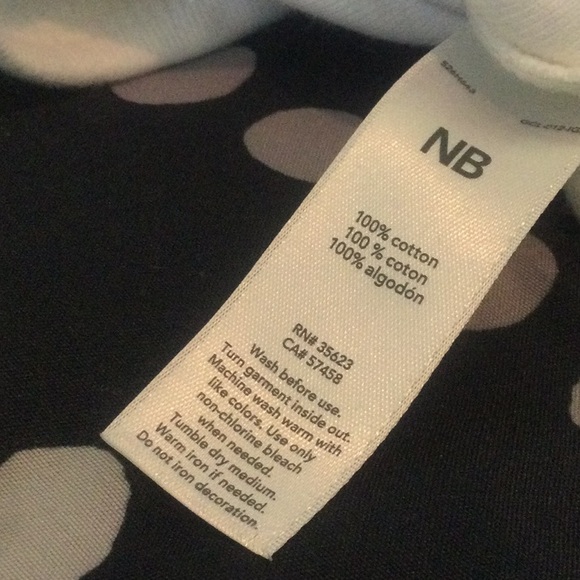 NB
100% cotton
100 % coton
100% algodón
RN# 35623
CA# 57458
Wash before use.
Turn garment inside out.
Machine wash warm with
like colors. Use only
non-chlorine bleach
when needed.
Tumble dry medium.
Warm iron if needed.
Do not iron decoration.